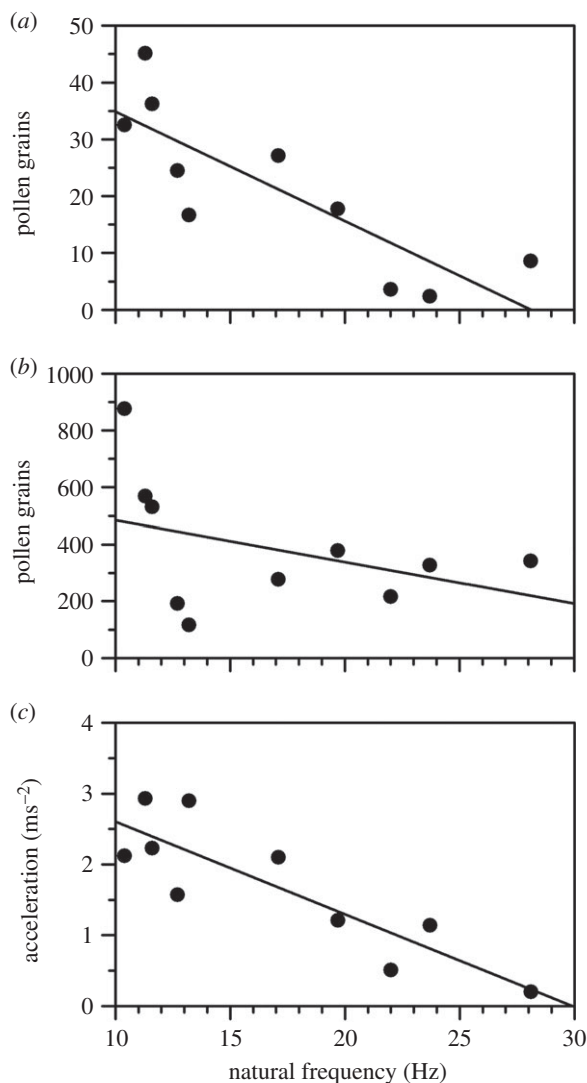 (a)
50
40
30
20
10
0
pollen grains
(b)
1000
800
600
400
200
0
pollen grains
(c)
4
3
2
1
0
acceleration (ms⁻²)
10 15 20 25 30
natural frequency (Hz)